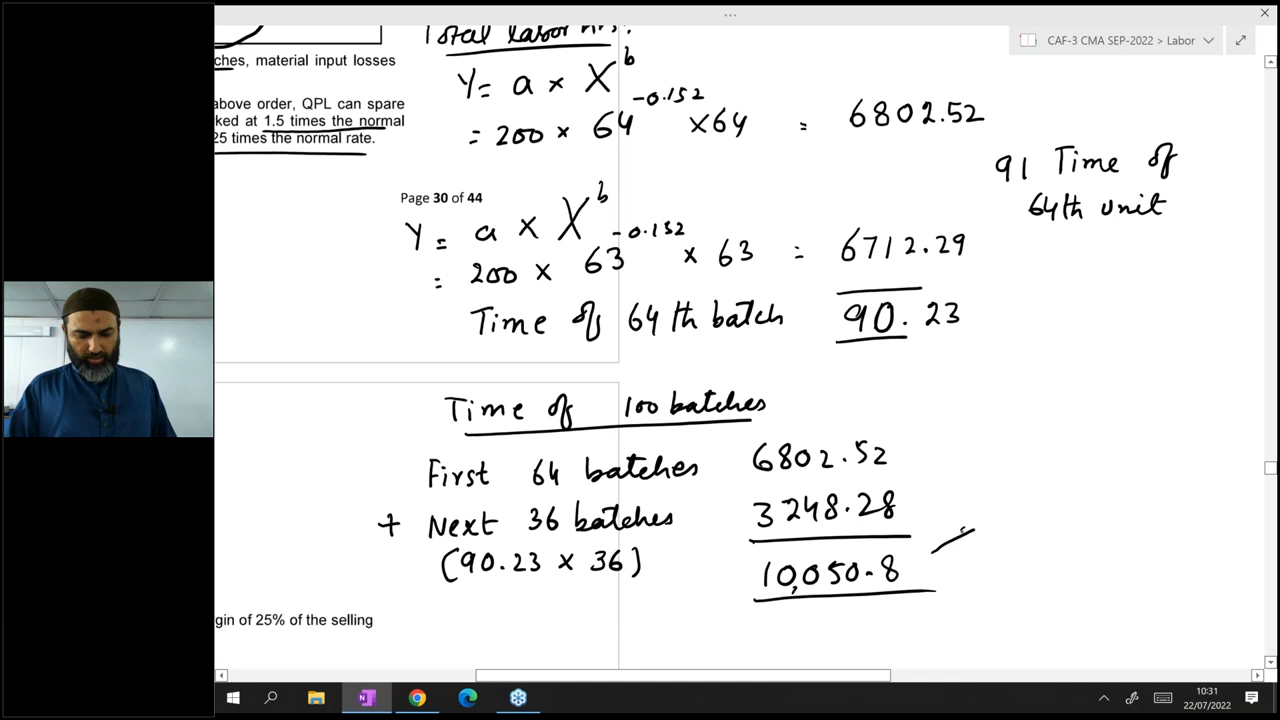 CAF-3 CMA SEP-2022 > Labor
Total labor hrs.
ches, material input losses
Y = a × X^b
above order, QPL can spare
ked at 1.5 times the normal
25 times the normal rate.
= 200 × 64^-0.152 × 64 = 6802.52
91 Time of
64th unit
Page 30 of 44
Y = a × X^b
= 200 × 63^-0.152 × 63 = 6712.29
Time of 64th batch 90.23
Time of 100 batches
First 64 batches 6802.52
+ Next 36 batches 3248.28
(90.23 × 36) 10,050.8
gin of 25% of the selling
10:31
22/07/2022